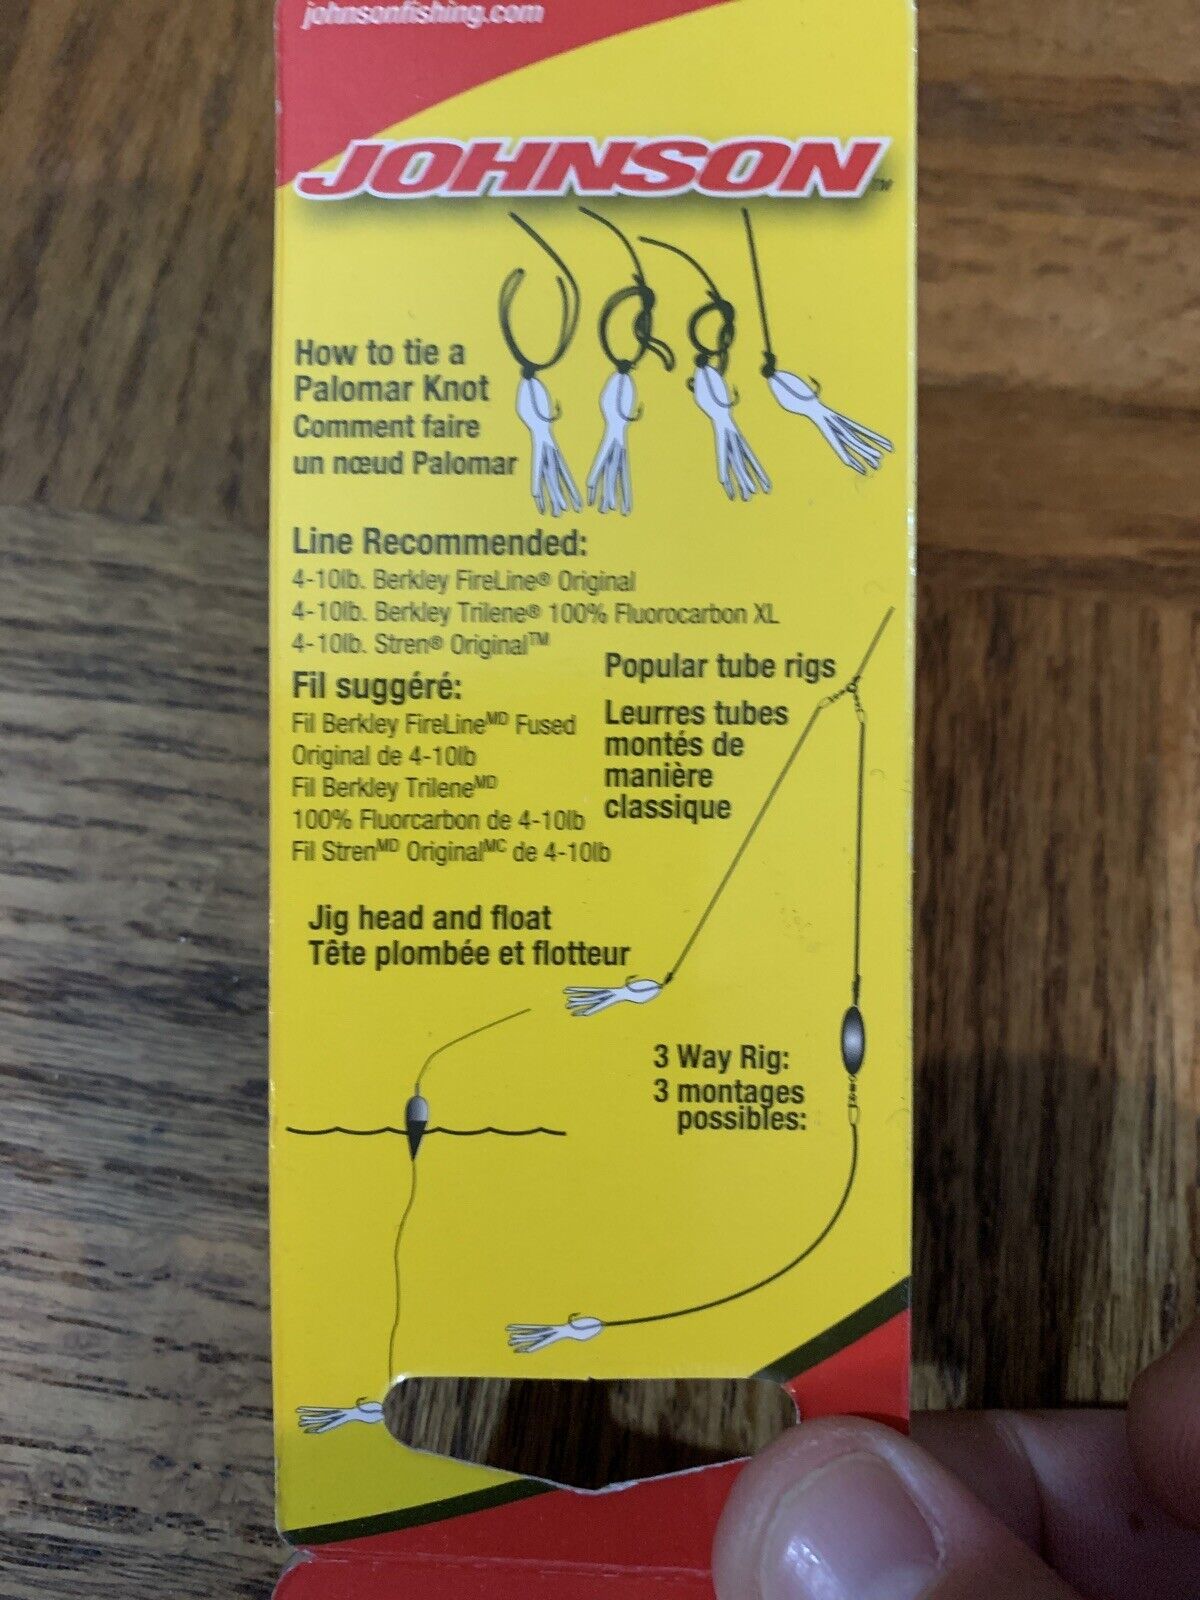 johnsonfishing.com
JOHNSON™
How to tie a
Palomar Knot
Comment faire
un nœud Palomar
Line Recommended:
4-10lb. Berkley FireLine® Original
4-10lb. Berkley Trilene® 100% Fluorocarbon XL
4-10lb. Stren® Original™
Fil suggéré:
Fil Berkley FireLineᴹᴰ Fused
Original de 4-10lb
Fil Berkley Trileneᴹᴰ
100% Fluorcarbon de 4-10lb
Fil Strenᴹᴰ Originalᴹᶜ de 4-10lb
Popular tube rigs
Leurres tubes
montés de
manière
classique
Jig head and float
Tête plombée et flotteur
3 Way Rig:
3 montages
possibles: